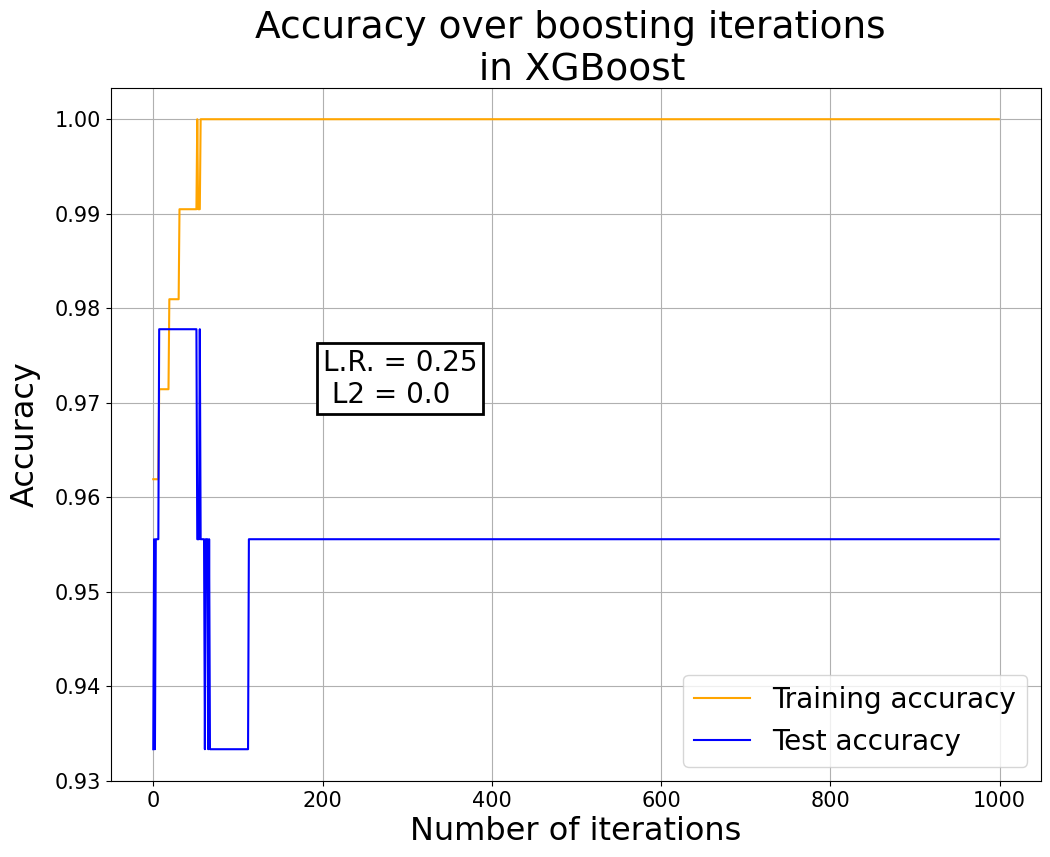 Accuracy over boosting iterations
in XGBoost
1.00
0.99
0.98
0.97
0.96
0.95
0.94
0.93
Accuracy
L.R. = 0.25
L2 = 0.0
Training accuracy
Test accuracy
0
200
400
600
800
1000
Number of iterations